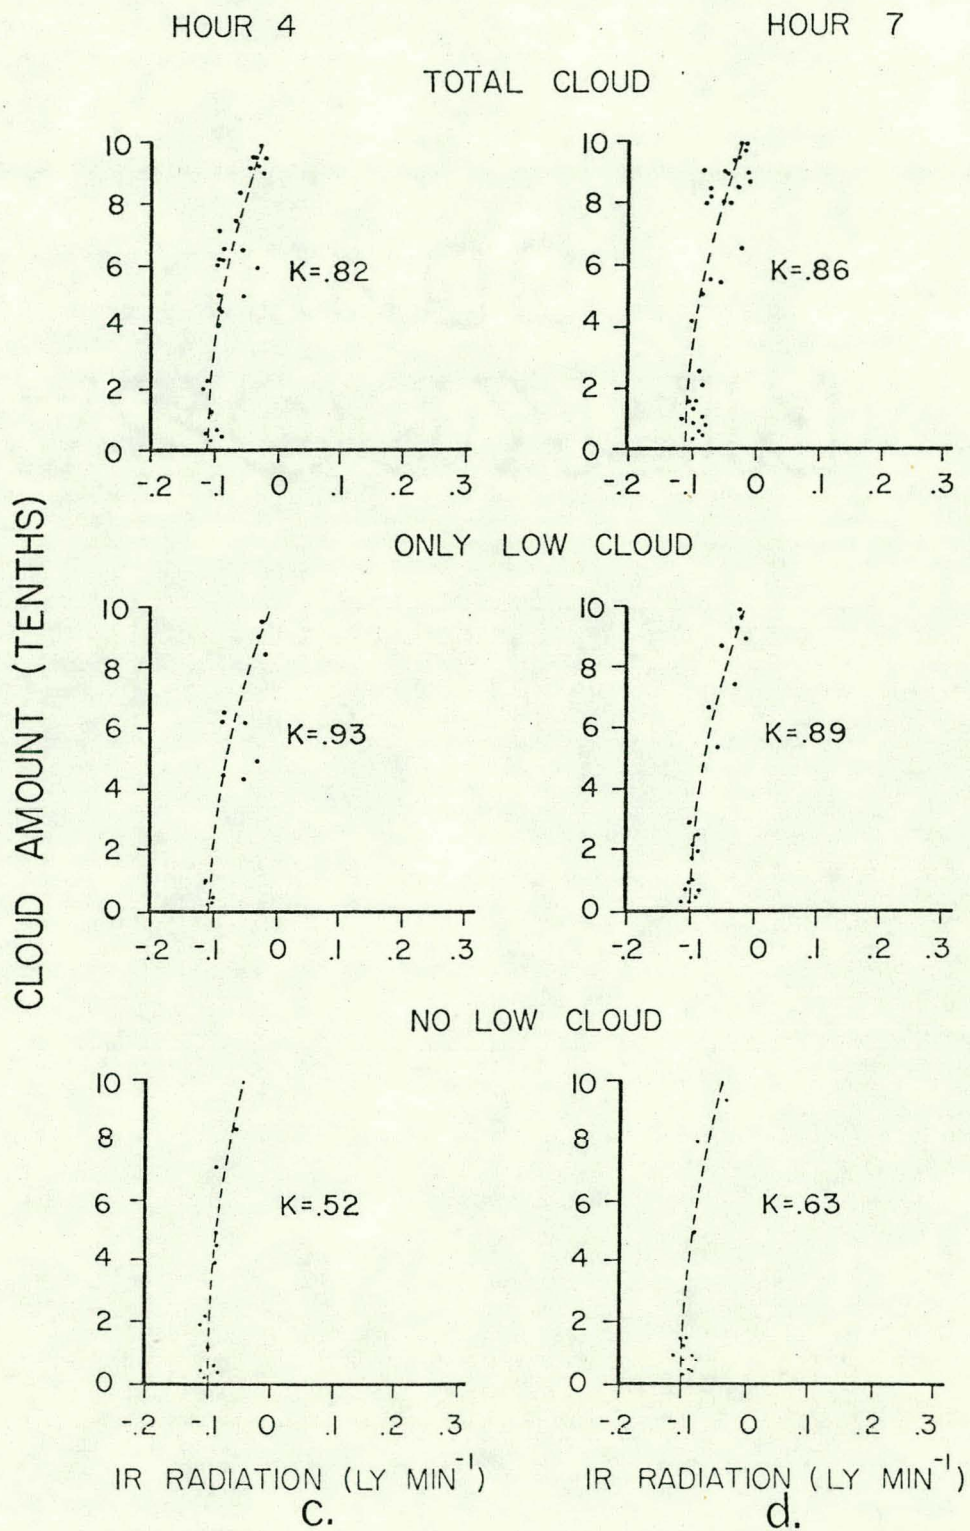 HOUR 4 HOUR 7
TOTAL CLOUD
10 10
8 8
6 6
K=.82 K=.86
4 4
2 2
0 0
-.2 -.1 0 .1 .2 .3 -.2 -.1 0 .1 .2 .3
CLOUD AMOUNT (TENTHS)
ONLY LOW CLOUD
10 10
8 8
6 6
K=.93 K=.89
4 4
2 2
0 0
-.2 -.1 0 .1 .2 .3 -.2 -.1 0 .1 .2 .3
NO LOW CLOUD
10 10
8 8
6 6
K=.52 K=.63
4 4
2 2
0 0
-.2 -.1 0 .1 .2 .3 -.2 -.1 0 .1 .2 .3
IR RADIATION (LY MIN⁻¹) IR RADIATION (LY MIN⁻¹)
c. d.